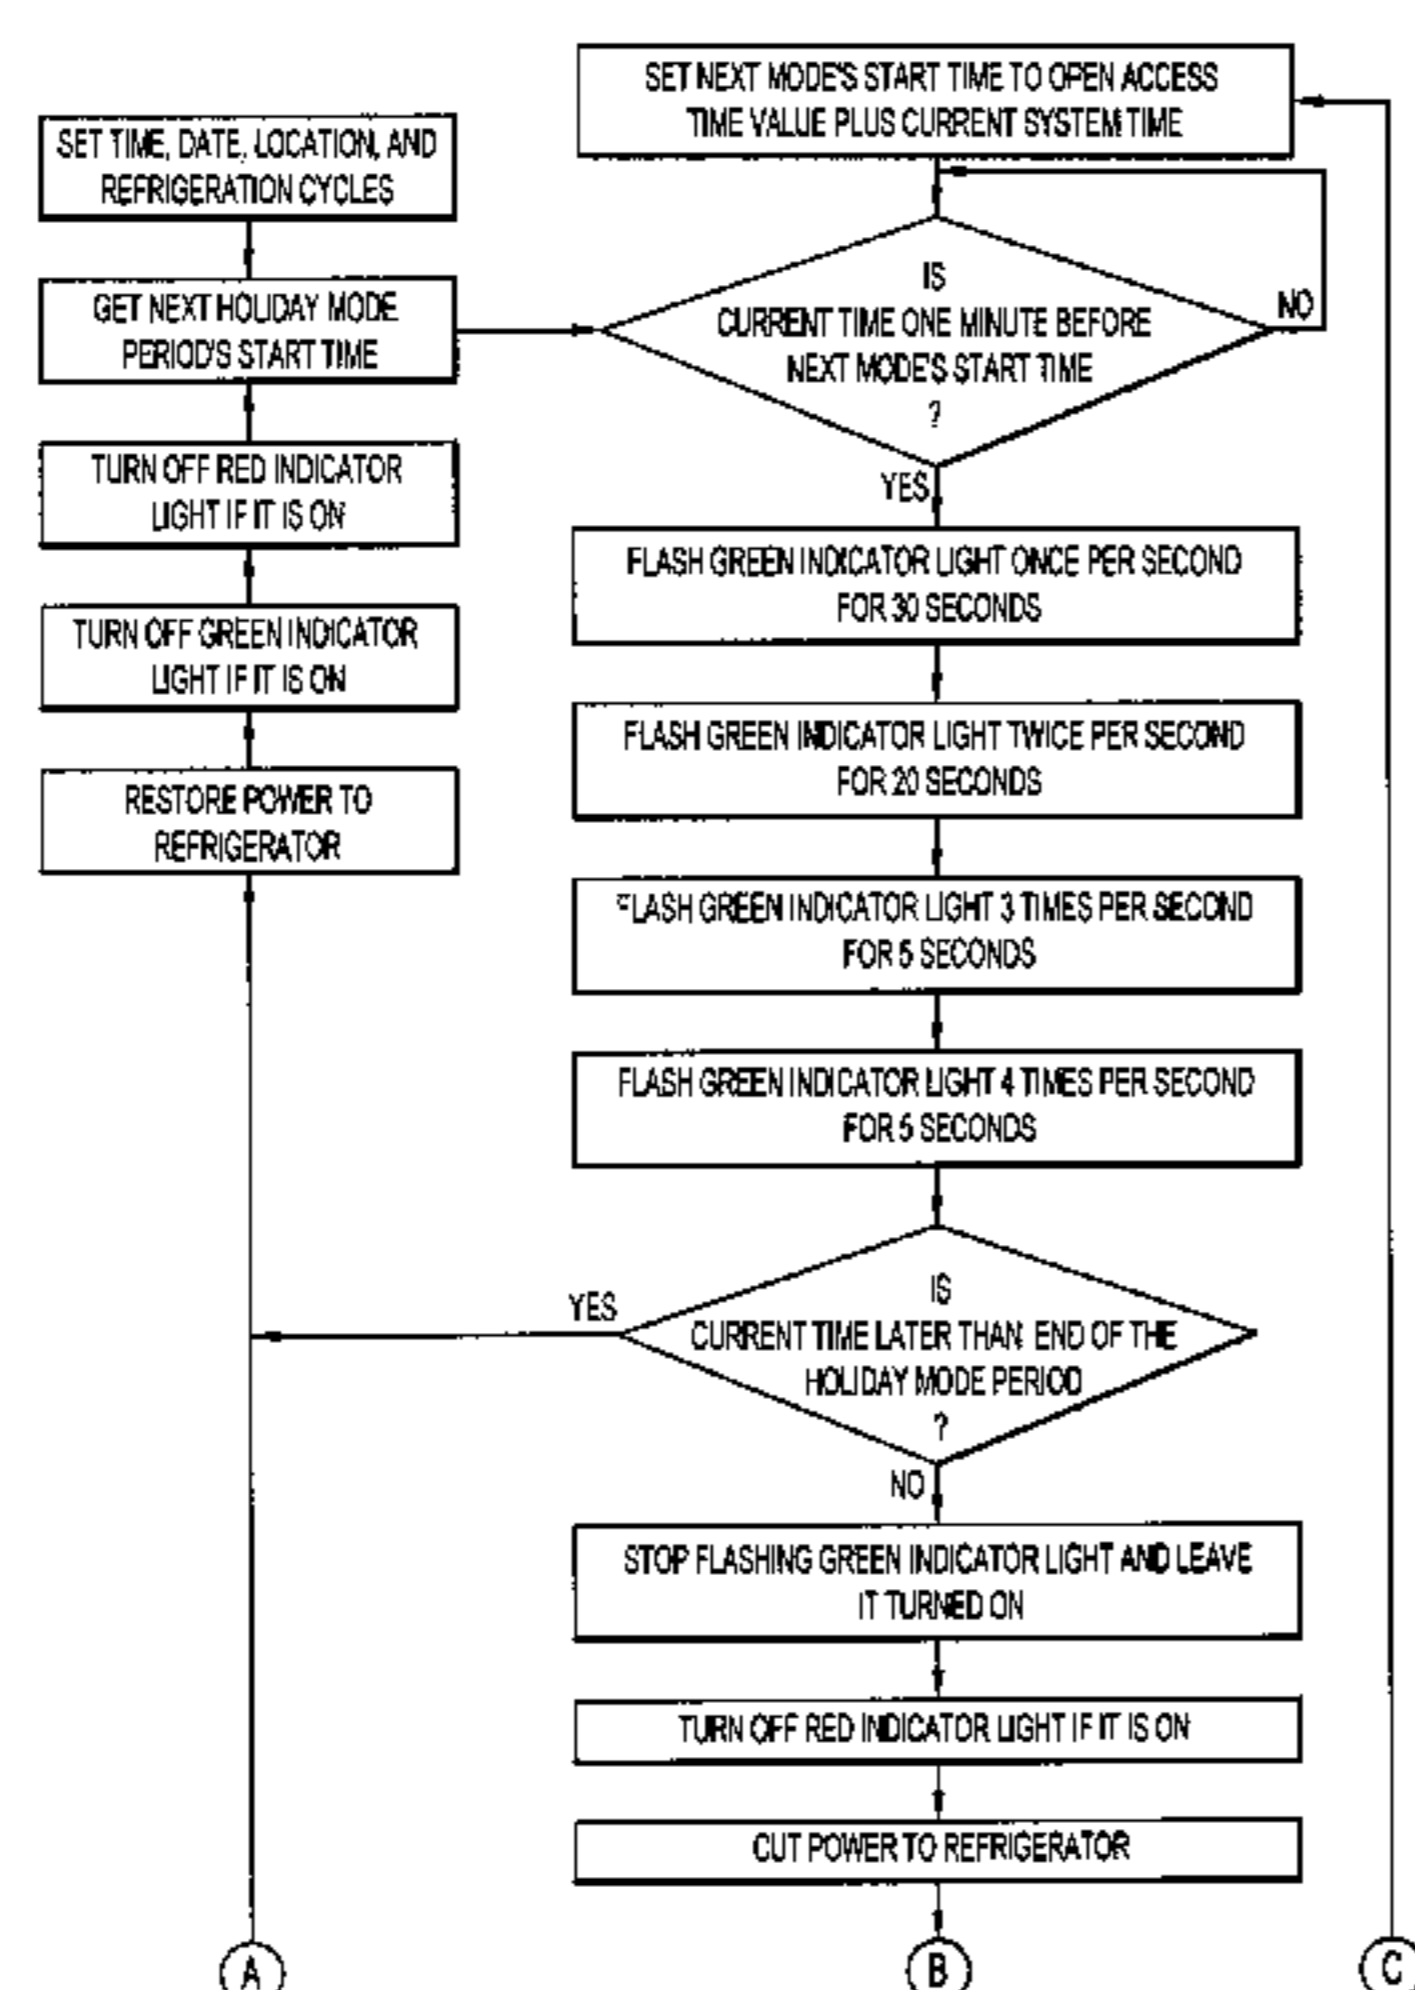 SET TIME, DATE, LOCATION, AND
REFRIGERATION CYCLES
GET NEXT HOLIDAY MODE
PERIOD'S START TIME
TURN OFF RED INDICATOR
LIGHT IF IT IS ON
TURN OFF GREEN INDICATOR
LIGHT IF IT IS ON
RESTORE POWER TO
REFRIGERATOR
SET NEXT MODE'S START TIME TO OPEN ACCESS
TIME VALUE PLUS CURRENT SYSTEM TIME
IS
CURRENT TIME ONE MINUTE BEFORE
NEXT MODE'S START TIME
?
NO
YES
FLASH GREEN INDICATOR LIGHT ONCE PER SECOND
FOR 30 SECONDS
FLASH GREEN INDICATOR LIGHT TWICE PER SECOND
FOR 20 SECONDS
FLASH GREEN INDICATOR LIGHT 3 TIMES PER SECOND
FOR 5 SECONDS
FLASH GREEN INDICATOR LIGHT 4 TIMES PER SECOND
FOR 5 SECONDS
YES
IS
CURRENT TIME LATER THAN END OF THE
HOLIDAY MODE PERIOD
?
NO
STOP FLASHING GREEN INDICATOR LIGHT AND LEAVE
IT TURNED ON
TURN OFF RED INDICATOR LIGHT IF IT IS ON
CUT POWER TO REFRIGERATOR
A
B
C